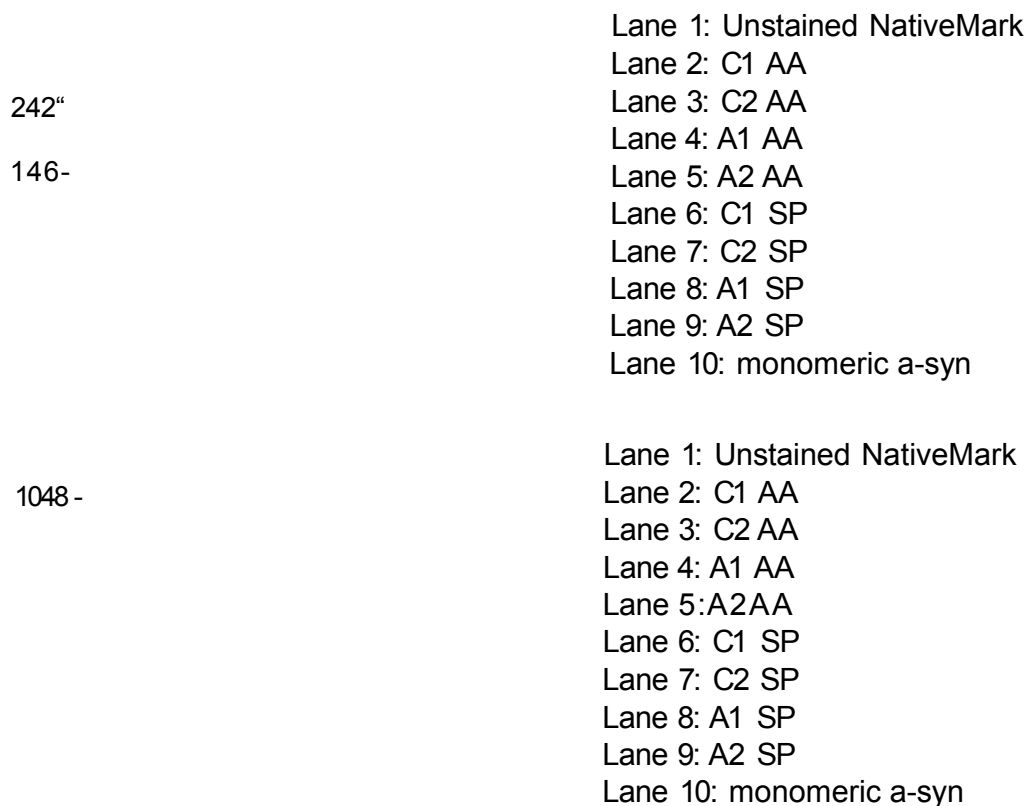 Lane 1: Unstained NativeMark
Lane 2: C1 AA
242“
Lane 3: C2 AA
Lane 4: A1 AA
146-
Lane 5: A2 AA
Lane 6: C1 SP
Lane 7: C2 SP
Lane 8: A1 SP
Lane 9: A2 SP
Lane 10: monomeric a-syn
Lane 1: Unstained NativeMark
1048 -
Lane 2: C1 AA
Lane 3: C2 AA
Lane 4: A1 AA
Lane 5:A2AA
Lane 6: C1 SP
Lane 7: C2 SP
Lane 8: A1 SP
Lane 9: A2 SP
Lane 10: monomeric a-syn